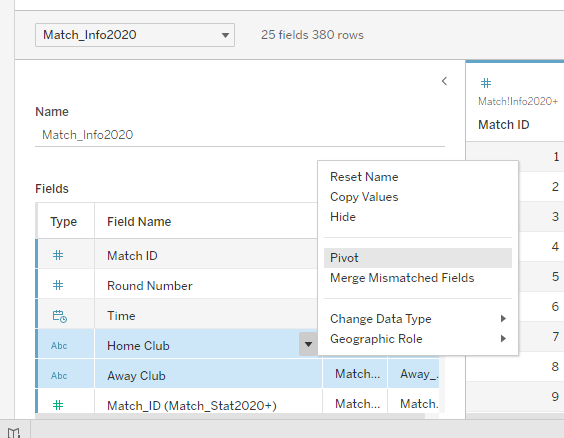 Match_Info2020
25 fields 380 rows
Name
Match_Info2020
Fields
Type Field Name
# Match ID
# Round Number
Time
Abc Home Club
Abc Away Club Match... Away_...
# Match_ID (Match_Stat2020+) Match... Match.
Reset Name
Copy Values
Hide
Pivot
Merge Mismatched Fields
Change Data Type
Geographic Role
#
Match!Info2020+
Match ID
1
2
3
4
5
6
7
8
9